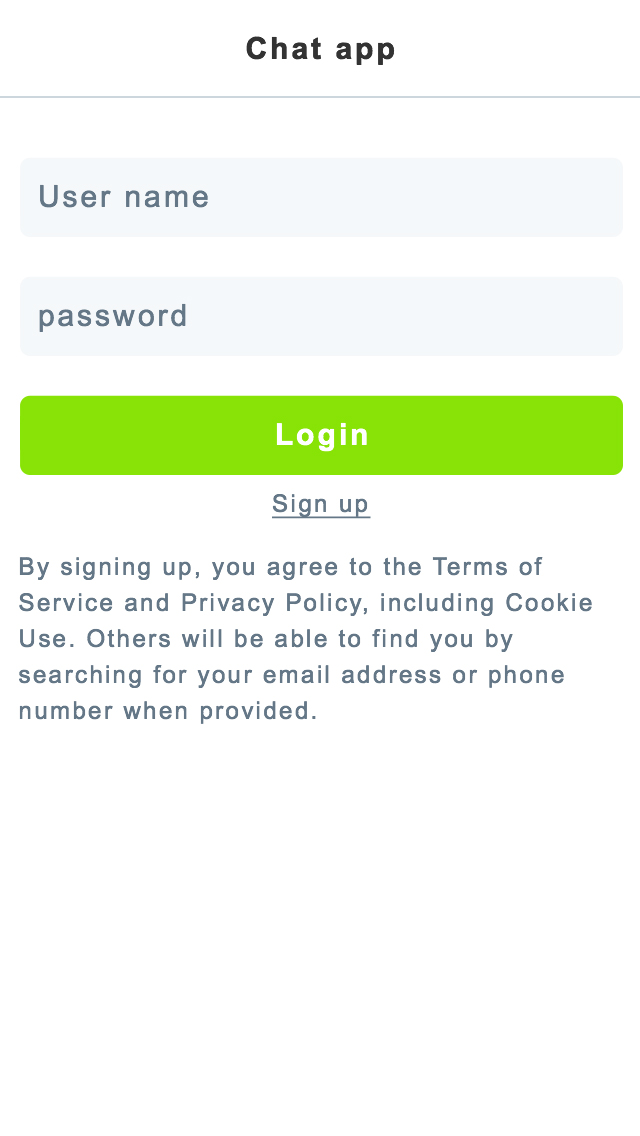 Chat app
User name
password
Login
Sign up
By signing up, you agree to the Terms of
Service and Privacy Policy, including Cookie
Use. Others will be able to find you by
searching for your email address or phone
number when provided.